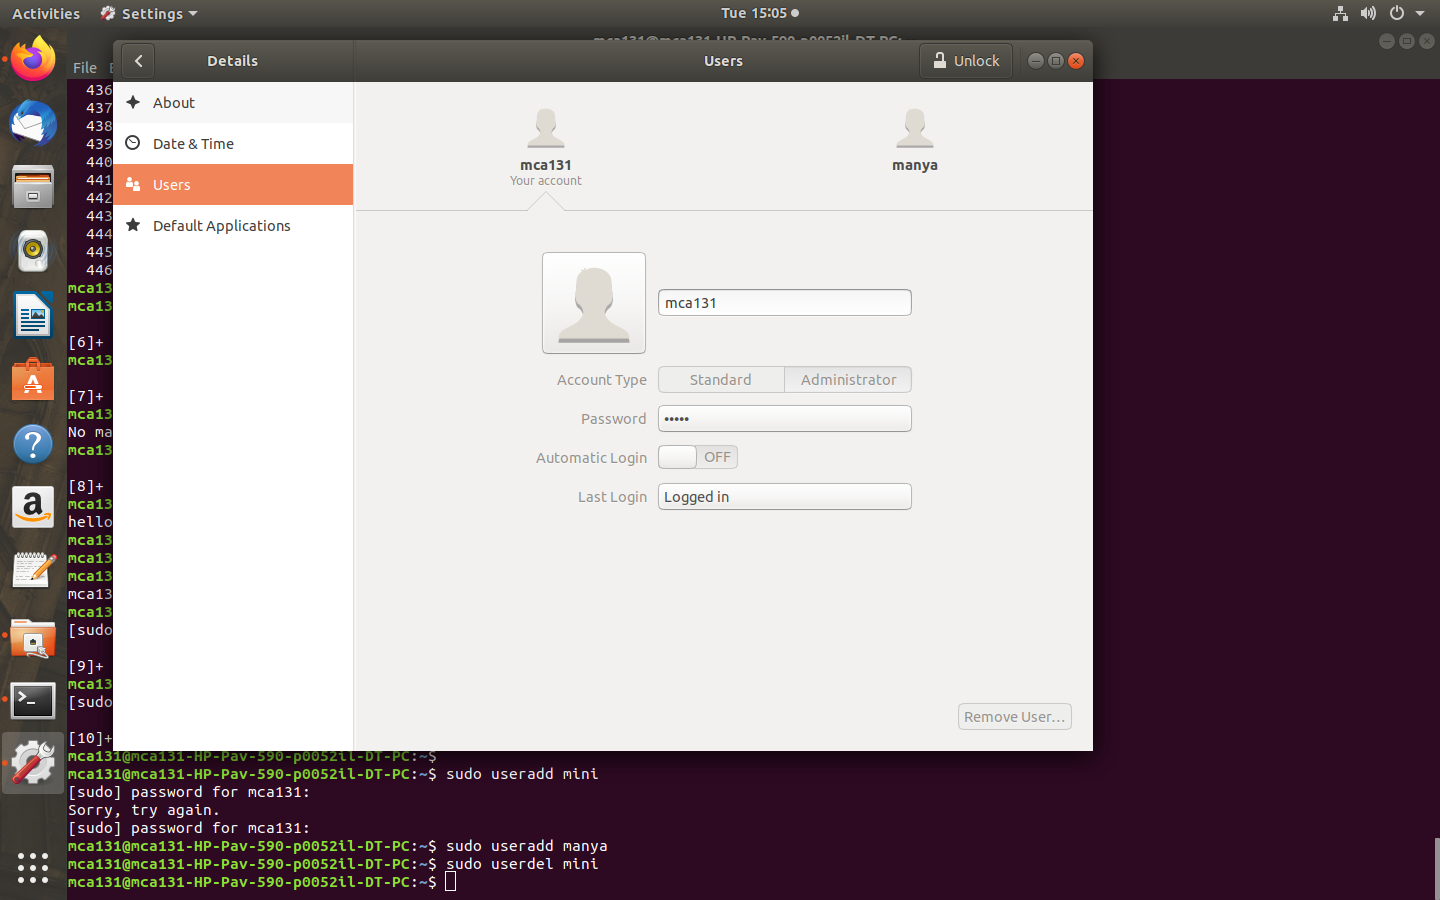 Activities
Settings
Tue 15:05
File
Details
Users
Unlock
About
Date & Time
Users
Default Applications
mca131
Your account
manya
mca131
Account Type
Standard
Administrator
Password
•••••
Automatic Login
OFF
Last Login
Logged in
Remove User...
436
437
438
439
440
441
442
443
444
445
446
mca13
mca13
[6]+
mca13
[7]+
mca13
No ma
mca13
[8]+
mca13
hello
mca13
mca13
mca13
mca13
mca13
[sudo
[9]+
mca13
[sudo
[10]+
mca131@mca131-HP-Pav-590-p0052il-DT-PC:~$
mca131@mca131-HP-Pav-590-p0052il-DT-PC:~$ sudo useradd mini
[sudo] password for mca131:
Sorry, try again.
[sudo] password for mca131:
mca131@mca131-HP-Pav-590-p0052il-DT-PC:~$ sudo useradd manya
mca131@mca131-HP-Pav-590-p0052il-DT-PC:~$ sudo userdel mini
mca131@mca131-HP-Pav-590-p0052il-DT-PC:~$